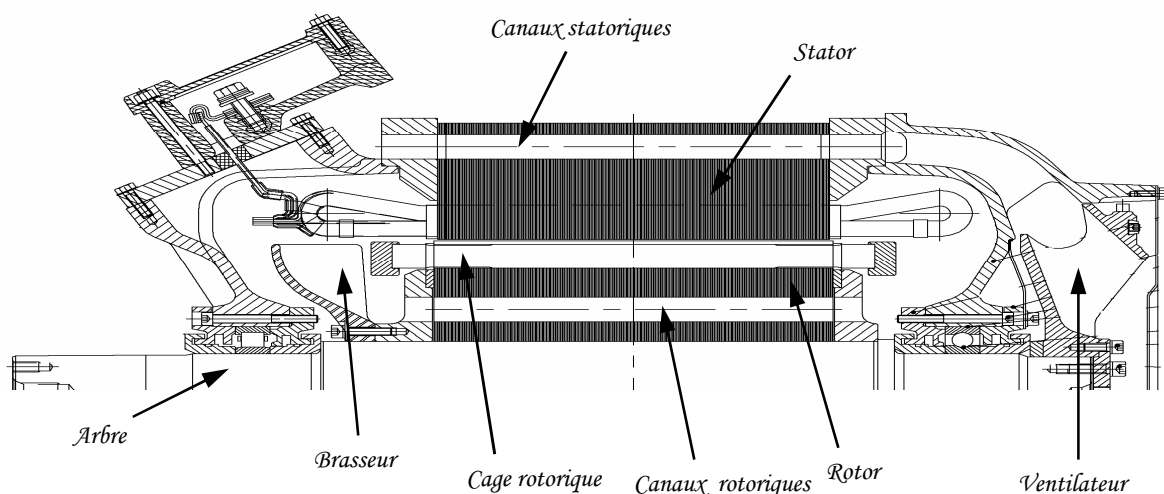 Canaux statoriques
Stator
Arbre
Brasseur
Cage rotorique
Canaux rotoriques
Rotor
Ventilateur